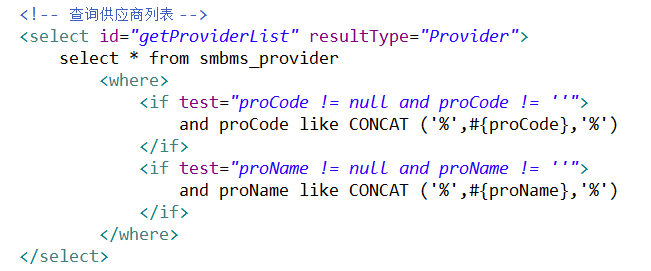 <!-- 查询供应商列表 -->
<select id="getProviderList" resultType="Provider">
    select * from smbms_provider
        <where>
            <if test="proCode != null and proCode != ''">
                and proCode like CONCAT ('%',#{proCode},'%')
            </if>
            <if test="proName != null and proName != ''">
                and proName like CONCAT ('%',#{proName},'%')
            </if>
        </where>
</select>